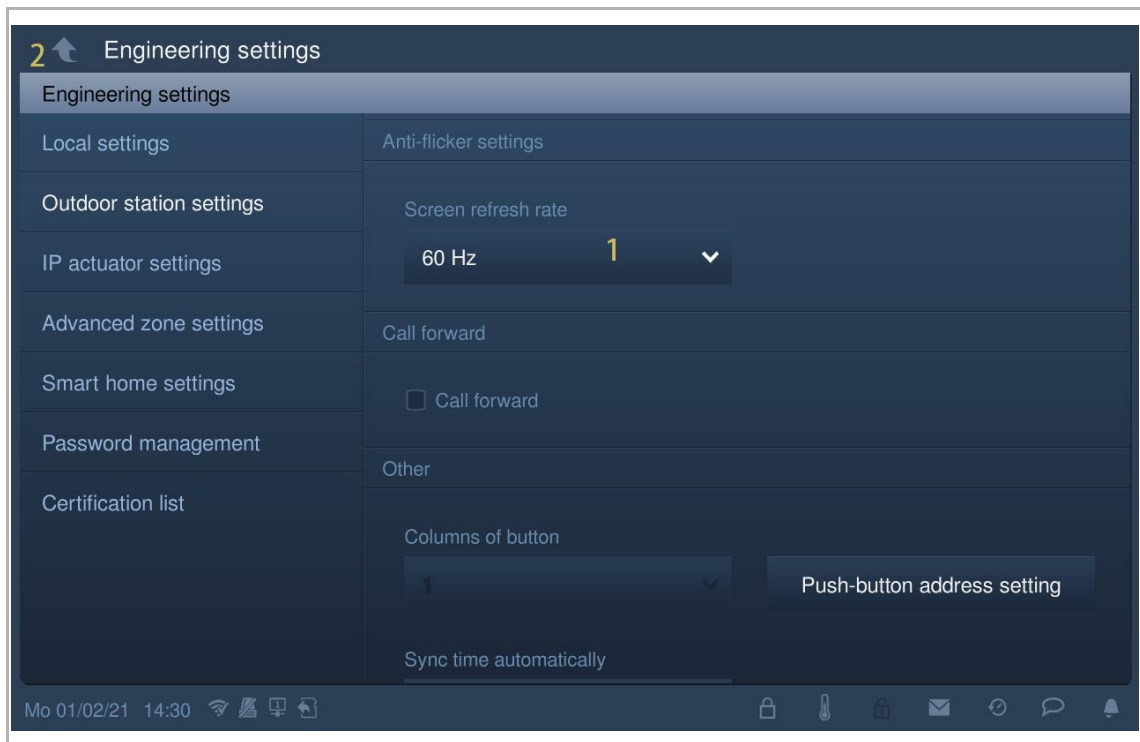 2 Engineering settings
Engineering settings
Local settings
Outdoor station settings
IP actuator settings
Advanced zone settings
Smart home settings
Password management
Certification list
Anti-flicker settings
Screen refresh rate
60 Hz 1
Call forward
Call forward
Other
Columns of button
1 Push-button address setting
Sync time automatically
Mo 01/02/21 14:30